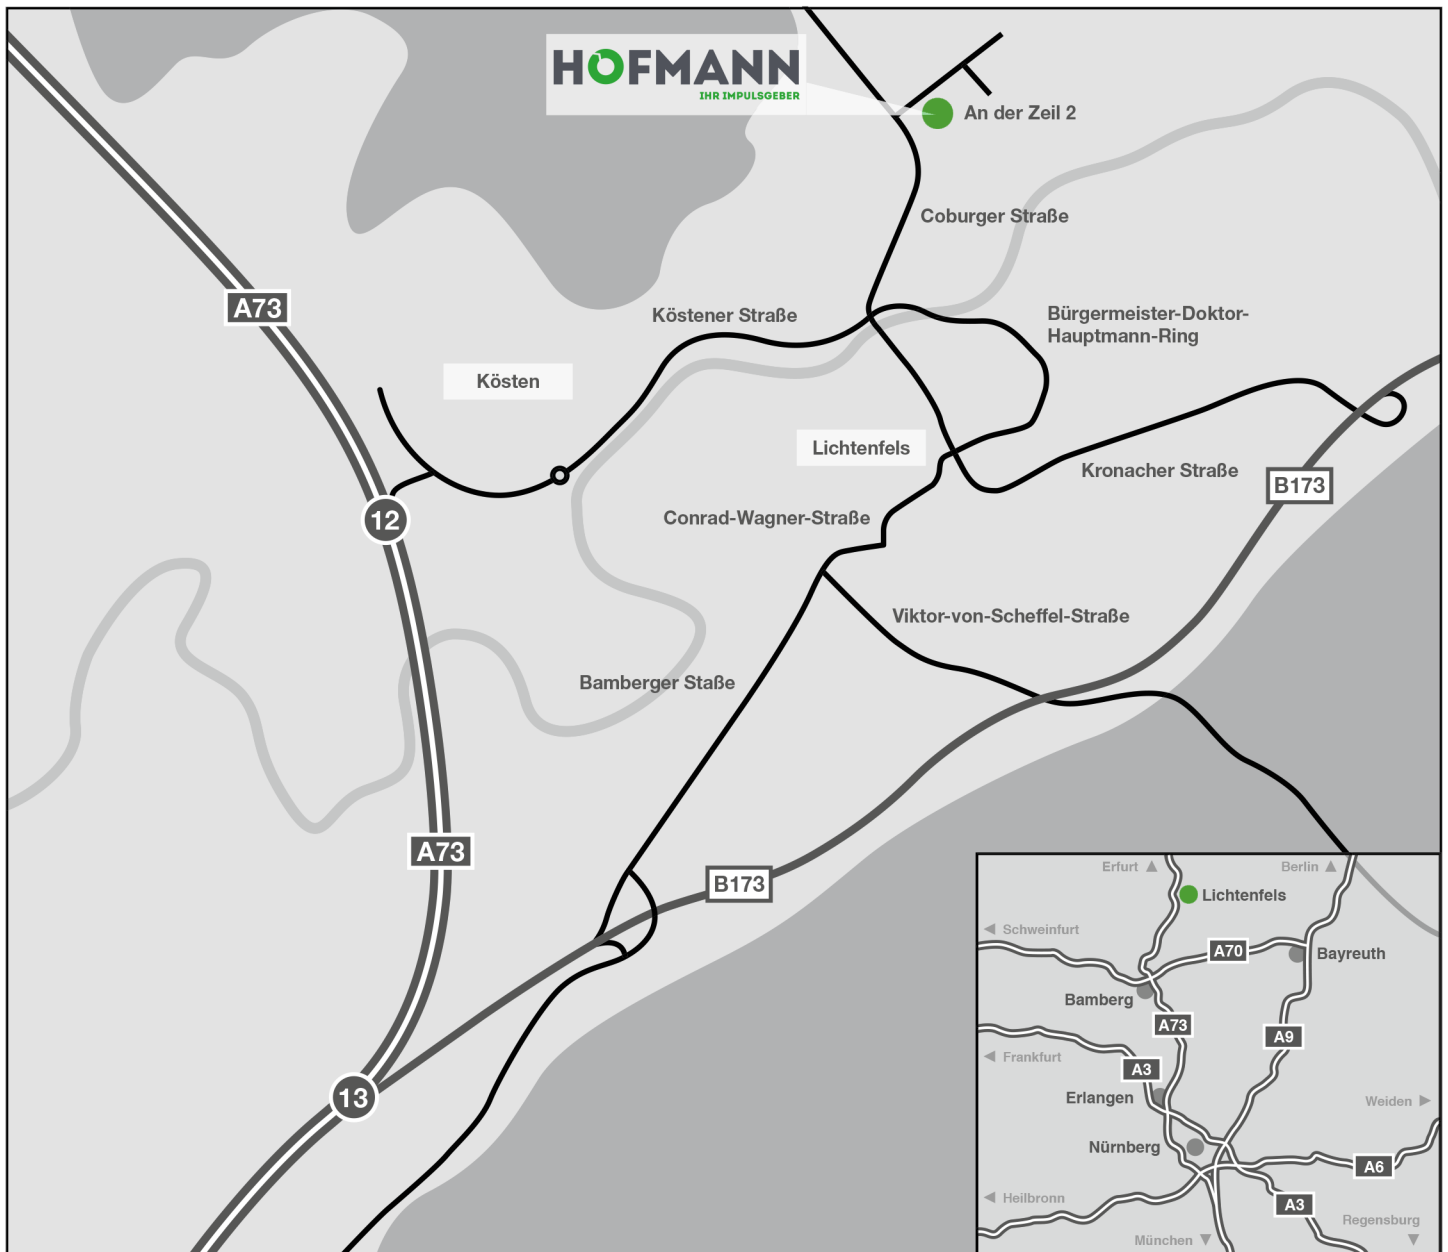 HOFMANN
IHR IMPULSGEBER
An der Zeil 2
Coburger Straße
A73
Köstener Straße
Bürgermeister-Doktor-
Hauptmann-Ring
Kösten
Lichtenfels
Kronacher Straße
B173
12
Conrad-Wagner-Straße
Viktor-von-Scheffel-Straße
Bamberger Staße
A73
B173
13
Erfurt
Berlin
Lichtenfels
Schweinfurt
A70
Bayreuth
Bamberg
A73
A9
Frankfurt
A3
Erlangen
Weiden
Nürnberg
A6
Heilbronn
A3
Regensburg
München